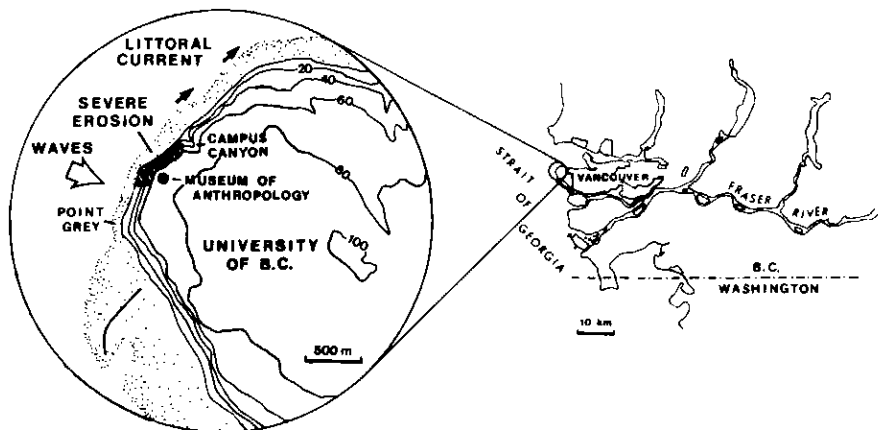 LITTORAL
CURRENT
SEVERE
EROSION
WAVES
20
40
60
CAMPUS
CANYON
80
MUSEUM OF
ANTHROPOLOGY
POINT
GREY
UNIVERSITY
OF B.C.
100
500 m
STRAIT OF GEORGIA
VANCOUVER
FRASER RIVER
B.C.
WASHINGTON
10 km